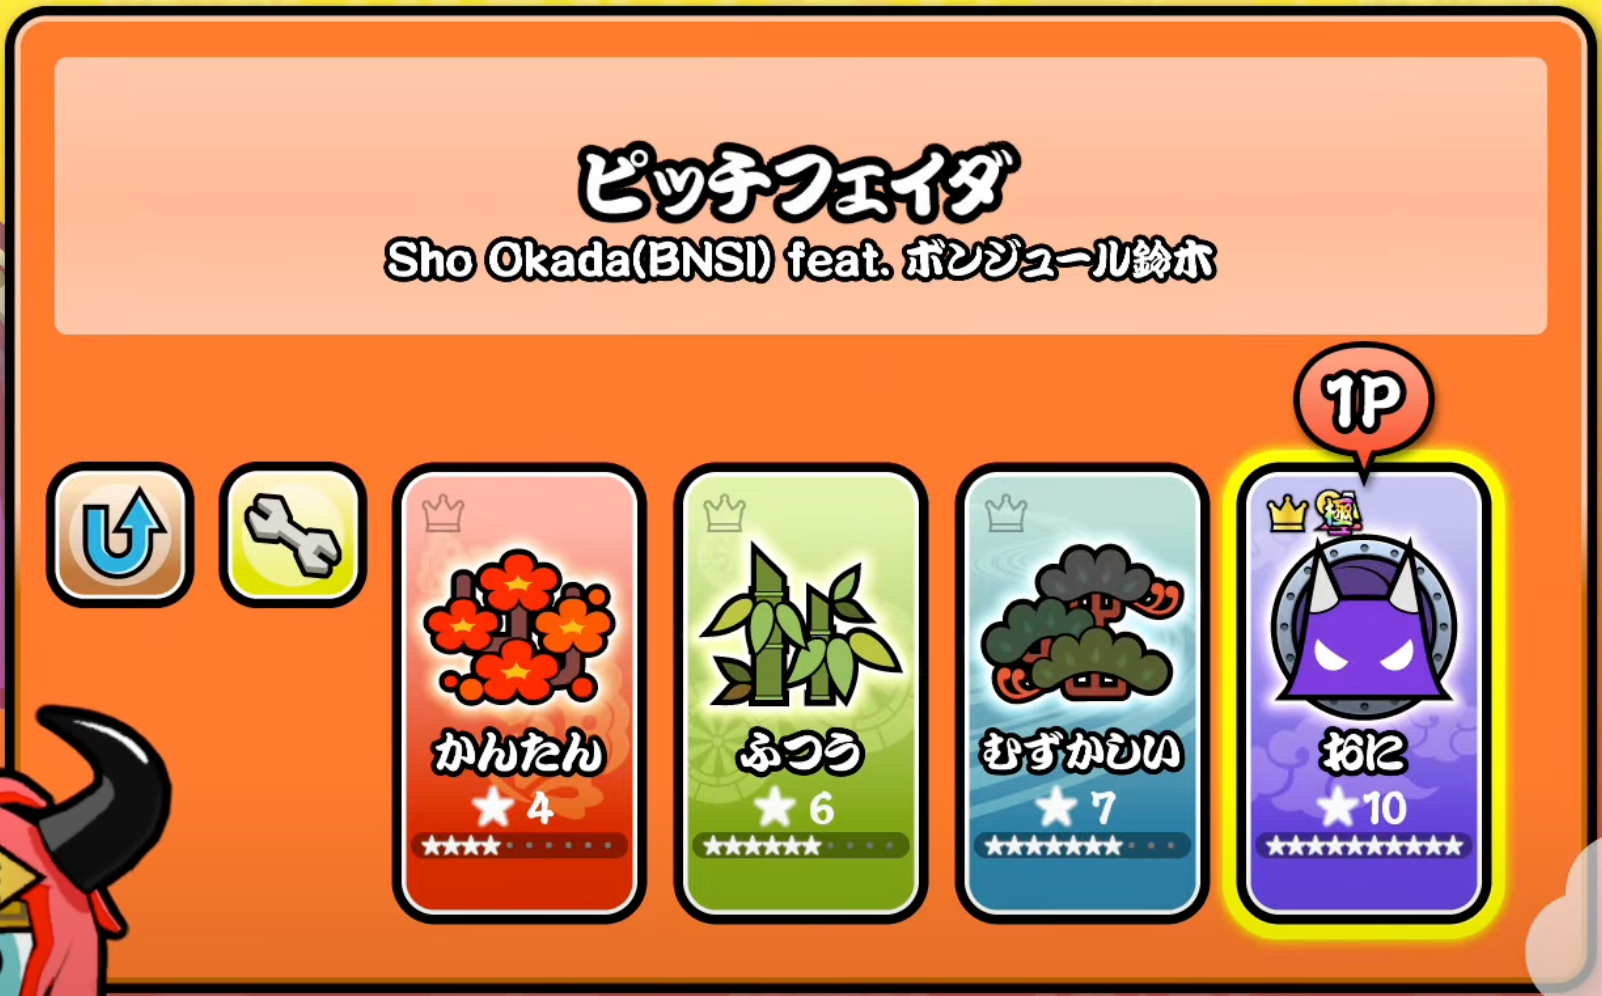 ピッチフェイダ
Sho Okada(BNSI) feat. ボンジュール鈴木
1P
極
かんたん
★4
ふつう
★6
むずかしい
★7
おに
★10